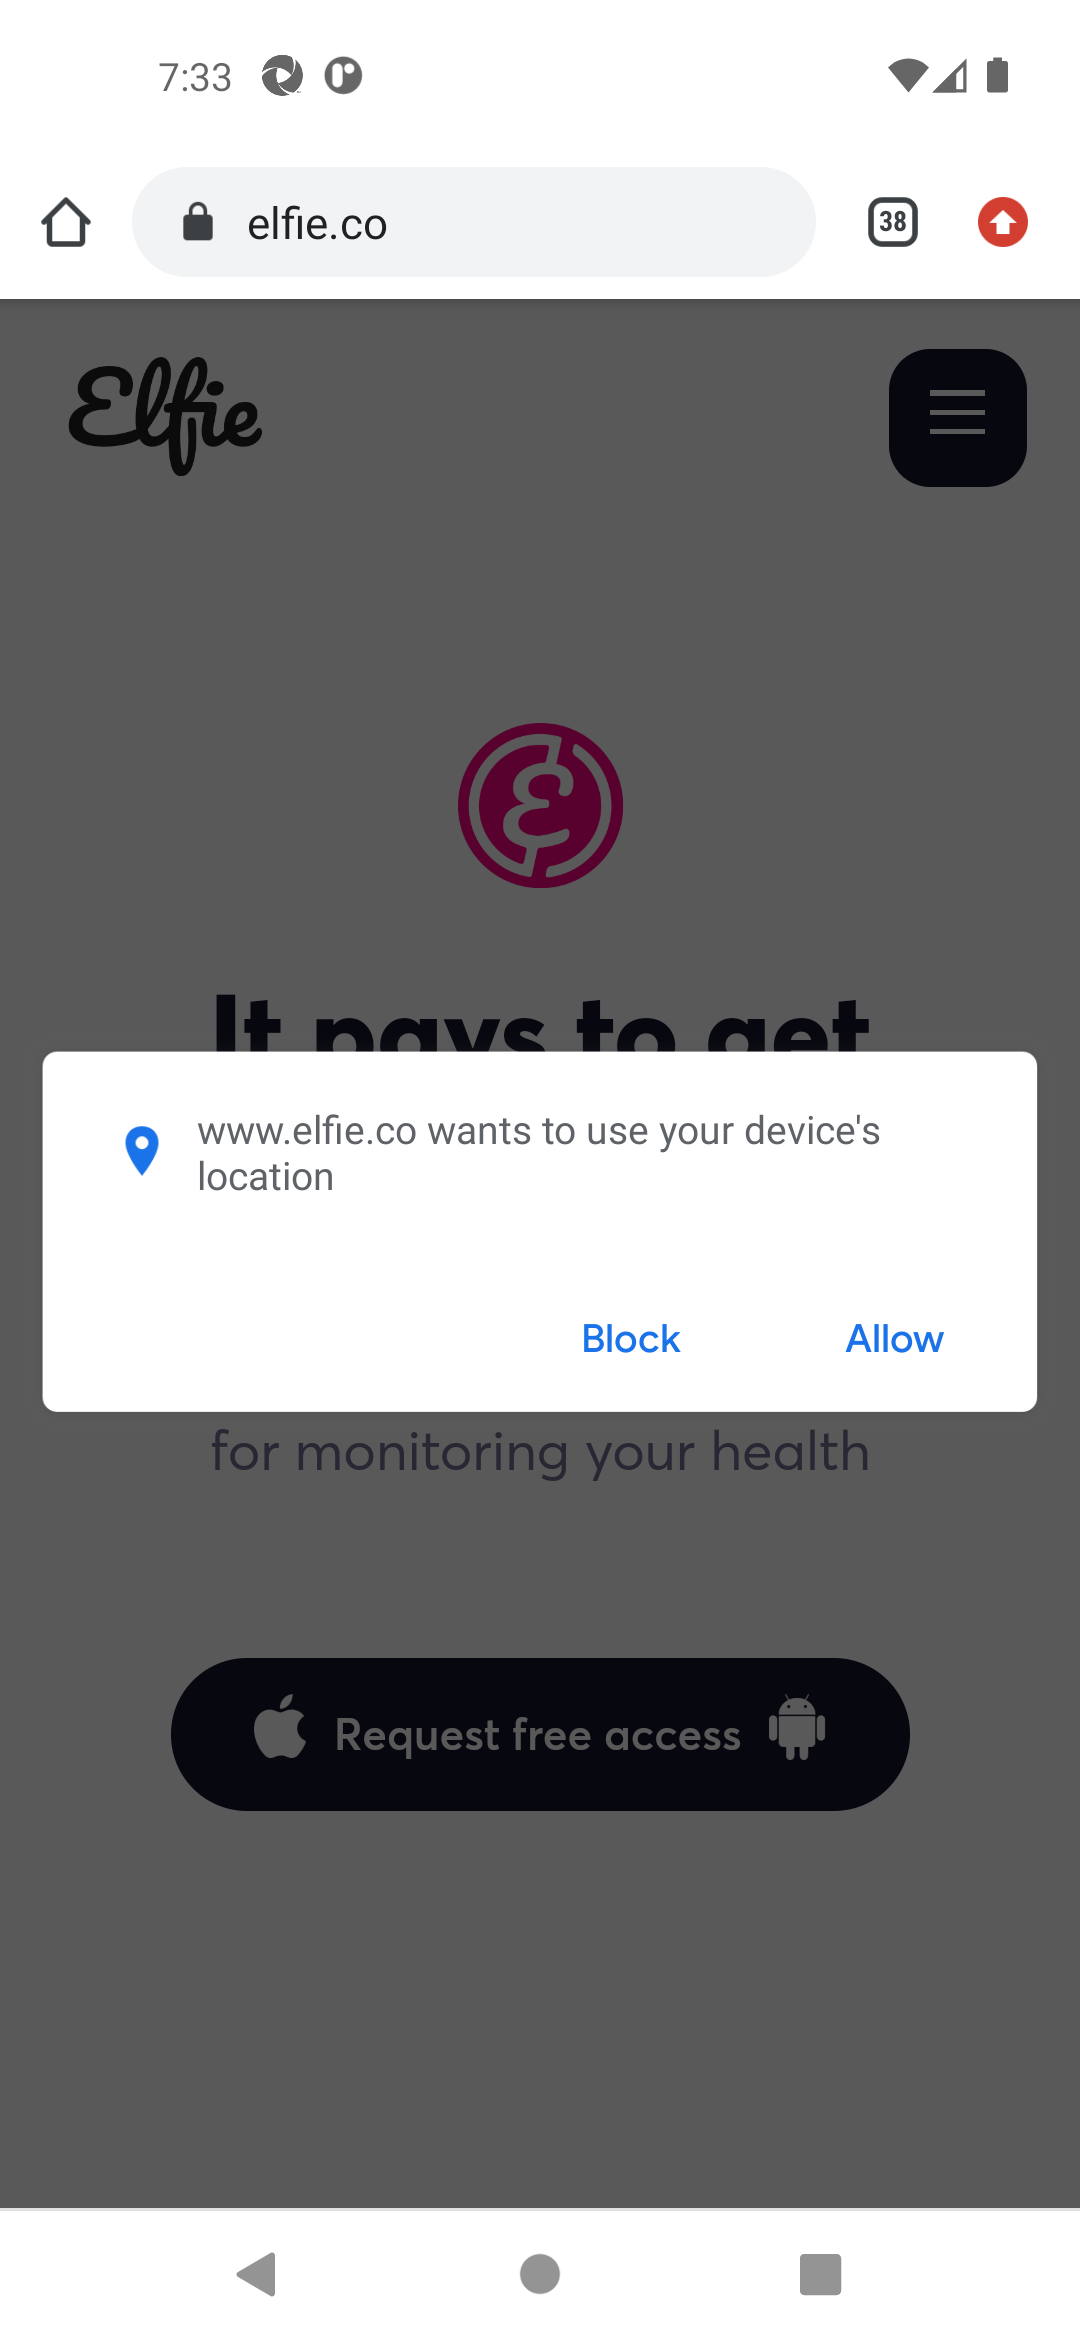 7:33
elfie.co
38
Elfie
It pays to get
www.elfie.co wants to use your device's
location
Block
Allow
for monitoring your health
Request free access